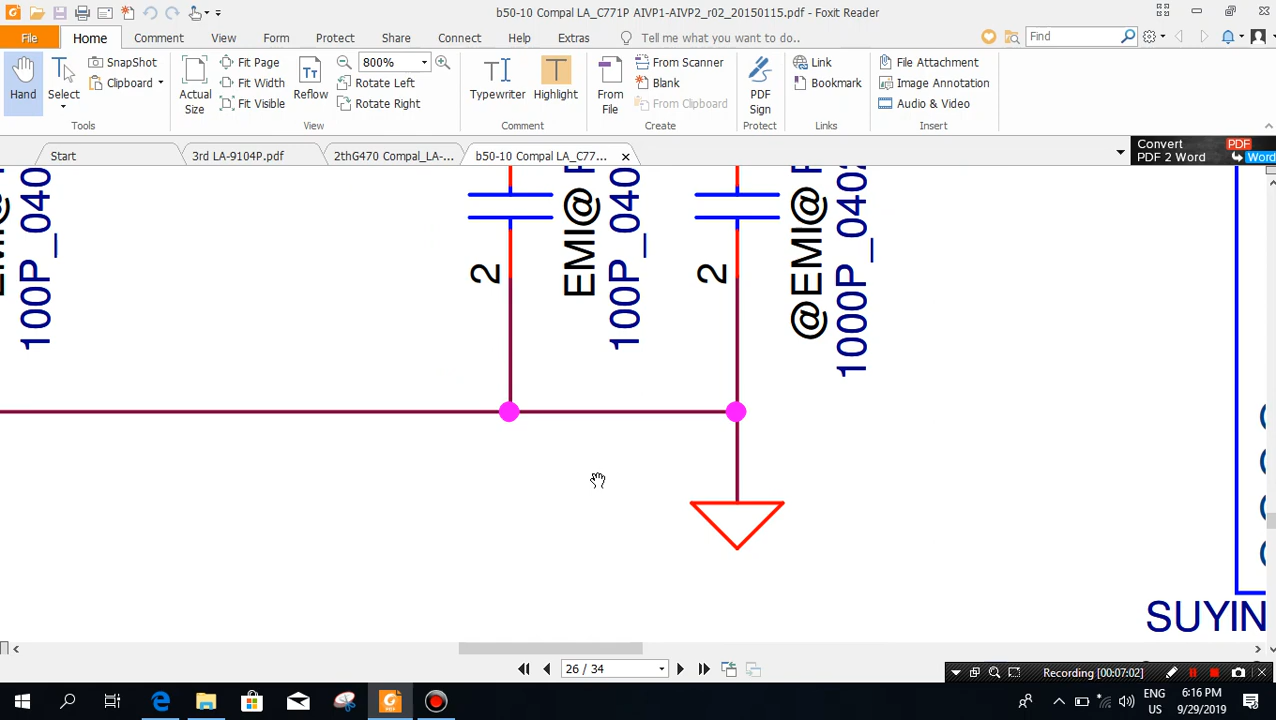 b50-10 Compal LA_C771P AIVP1-AIVP2_r02_20150115.pdf - Foxit Reader
File Home Comment View Form Protect Share Connect Help Extras Tell me what you want to do.. Find
Hand
Select
SnapShot
Clipboard
Tools
Actual Size
Fit Page
Fit Width
Fit Visible
Reflow
800%
Rotate Left
Rotate Right
View
Typewriter
Highlight
Comment
From File
From Scanner
Blank
From Clipboard
Create
PDF Sign
Protect
Link
Bookmark
Links
File Attachment
Image Annotation
Audio & Video
Insert
Start 3rd LA-9104P.pdf 2thG470 Compal_LA-... b50-10 Compal LA_C77...
Convert PDF
PDF 2 Word Word
100P_040
2
EMI@
100P_040
2
@EMI@
1000P_040
SUYIN
26 / 34
Recording [00:07:02]
ENG 6:16 PM
US 9/29/2019